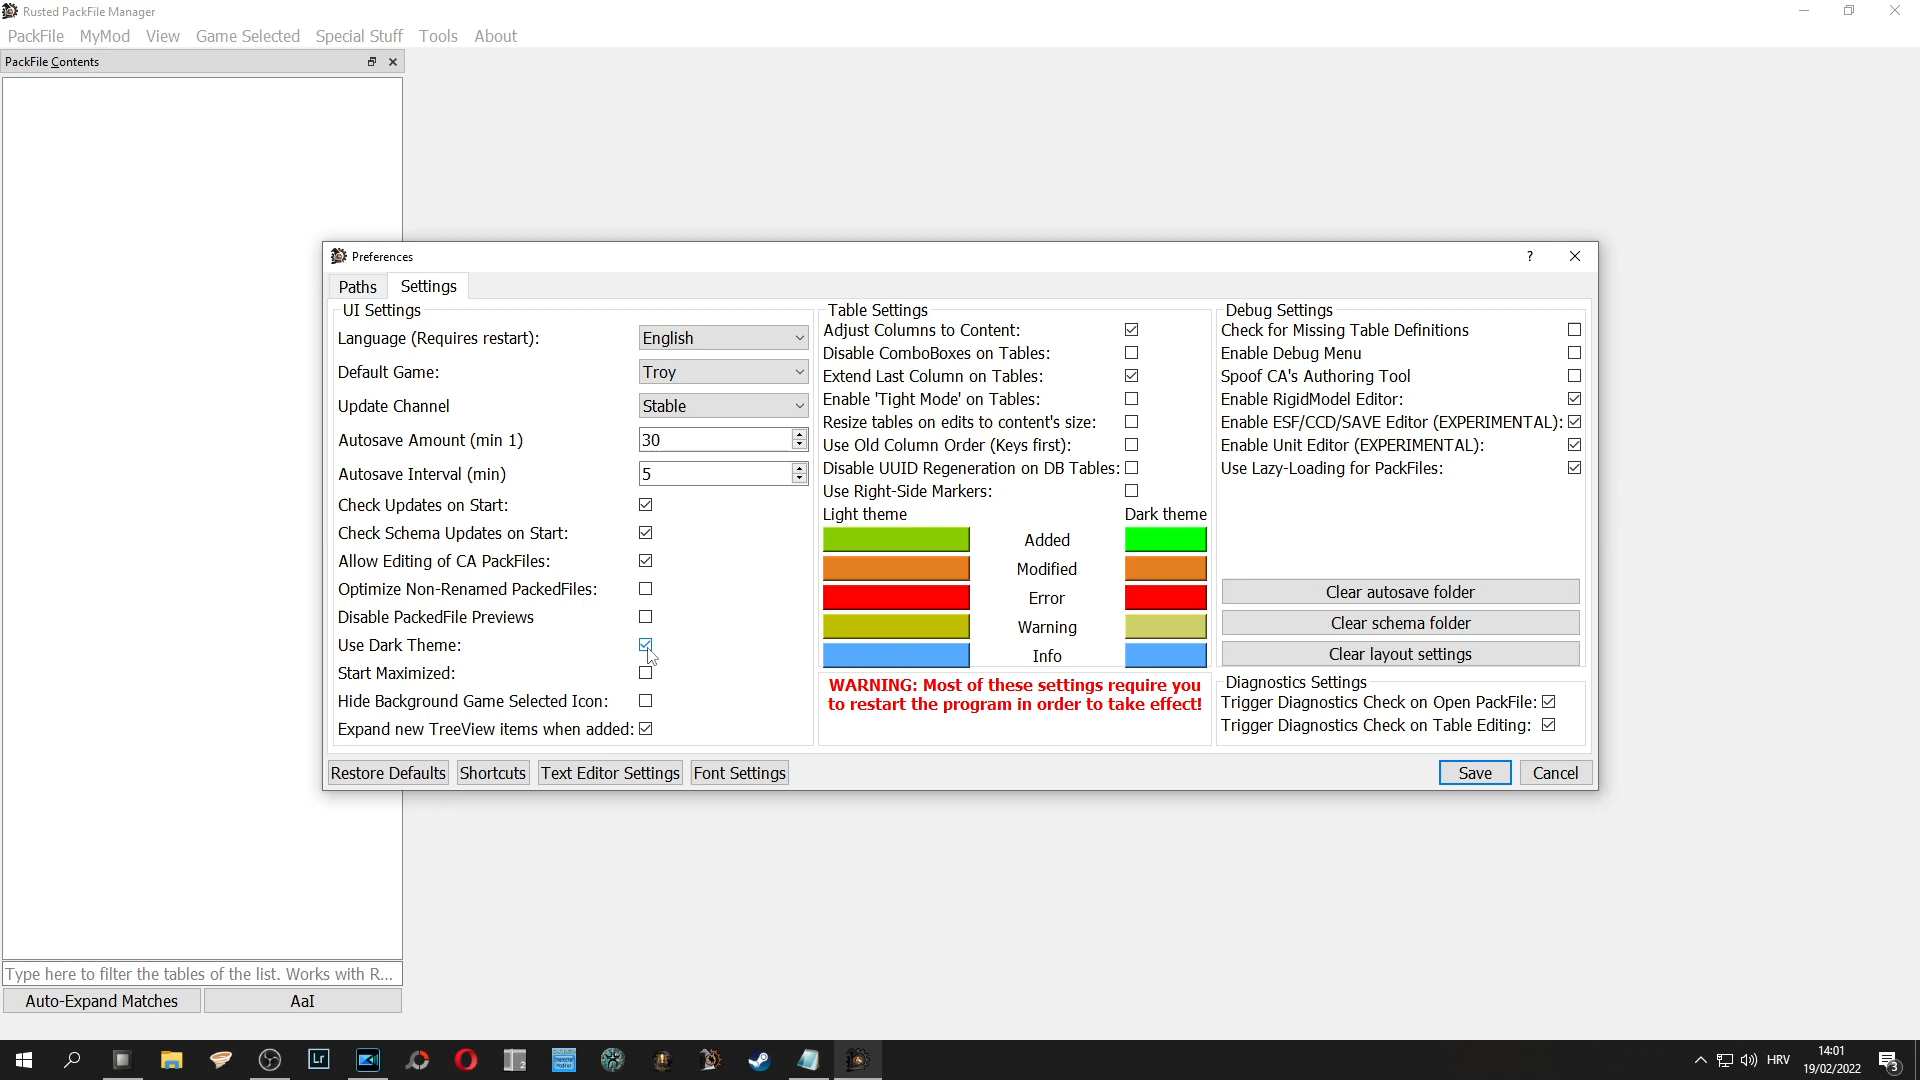 Rusted PackFile Manager
PackFile MyMod View Game Selected Special Stuff Tools About
PackFile Contents
Preferences
?
Paths Settings
UI Settings
Language (Requires restart): English
Default Game: Troy
Update Channel Stable
Autosave Amount (min 1) 30
Autosave Interval (min) 5
Check Updates on Start:
Check Schema Updates on Start:
Allow Editing of CA PackFiles:
Optimize Non-Renamed PackedFiles:
Disable PackedFile Previews
Use Dark Theme:
Start Maximized:
Hide Background Game Selected Icon:
Expand new TreeView items when added:
Table Settings
Adjust Columns to Content:
Disable ComboBoxes on Tables:
Extend Last Column on Tables:
Enable 'Tight Mode' on Tables:
Resize tables on edits to content's size:
Use Old Column Order (Keys first):
Disable UUID Regeneration on DB Tables:
Use Right-Side Markers:
Light theme Dark theme
Added
Modified
Error
Warning
Info
WARNING: Most of these settings require you
to restart the program in order to take effect!
Debug Settings
Check for Missing Table Definitions
Enable Debug Menu
Spoof CA's Authoring Tool
Enable RigidModel Editor:
Enable ESF/CCD/SAVE Editor (EXPERIMENTAL):
Enable Unit Editor (EXPERIMENTAL):
Use Lazy-Loading for PackFiles:
Clear autosave folder
Clear schema folder
Clear layout settings
Diagnostics Settings
Trigger Diagnostics Check on Open PackFile:
Trigger Diagnostics Check on Table Editing:
Restore Defaults Shortcuts Text Editor Settings Font Settings Save Cancel
Type here to filter the tables of the list. Works with R...
Auto-Expand Matches AaI
Lr
2
HRV
14:01
19/02/2022
3